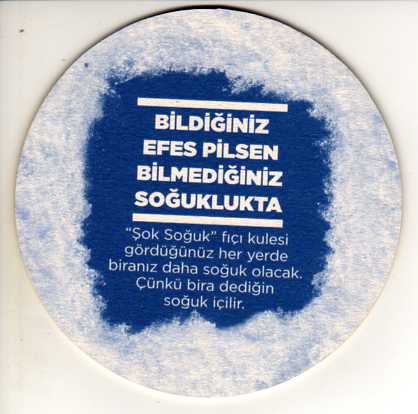 BİLDİĞİNİZ
EFES PİLSEN
BİLMEDİĞİNİZ
SOĞUKLUKTA
“Şok Soğuk” fıçı kulesi
gördüğünüz her yerde
biranız daha soğuk olacak.
Çünkü bira dediğin
soğuk içilir.